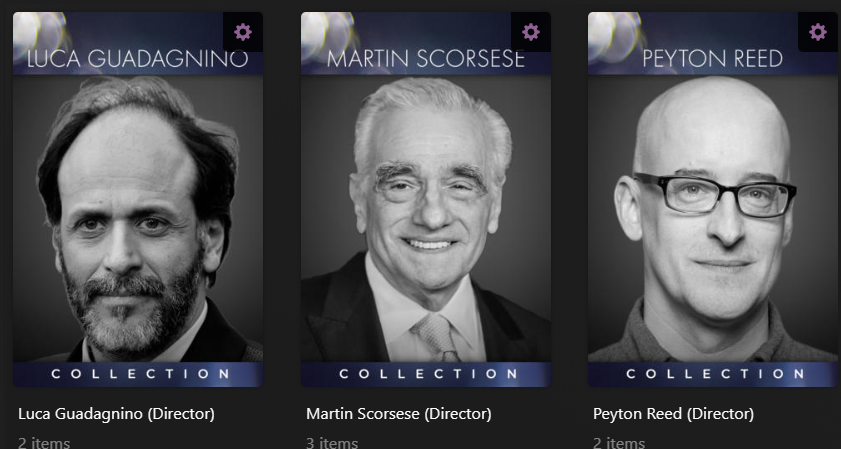 LUCA GUADAGNINO
MARTIN SCORSESE
PEYTON REED
COLLECTION
COLLECTION
COLLECTION
Luca Guadagnino (Director)
Martin Scorsese (Director)
Peyton Reed (Director)
2 items
3 items
2 items